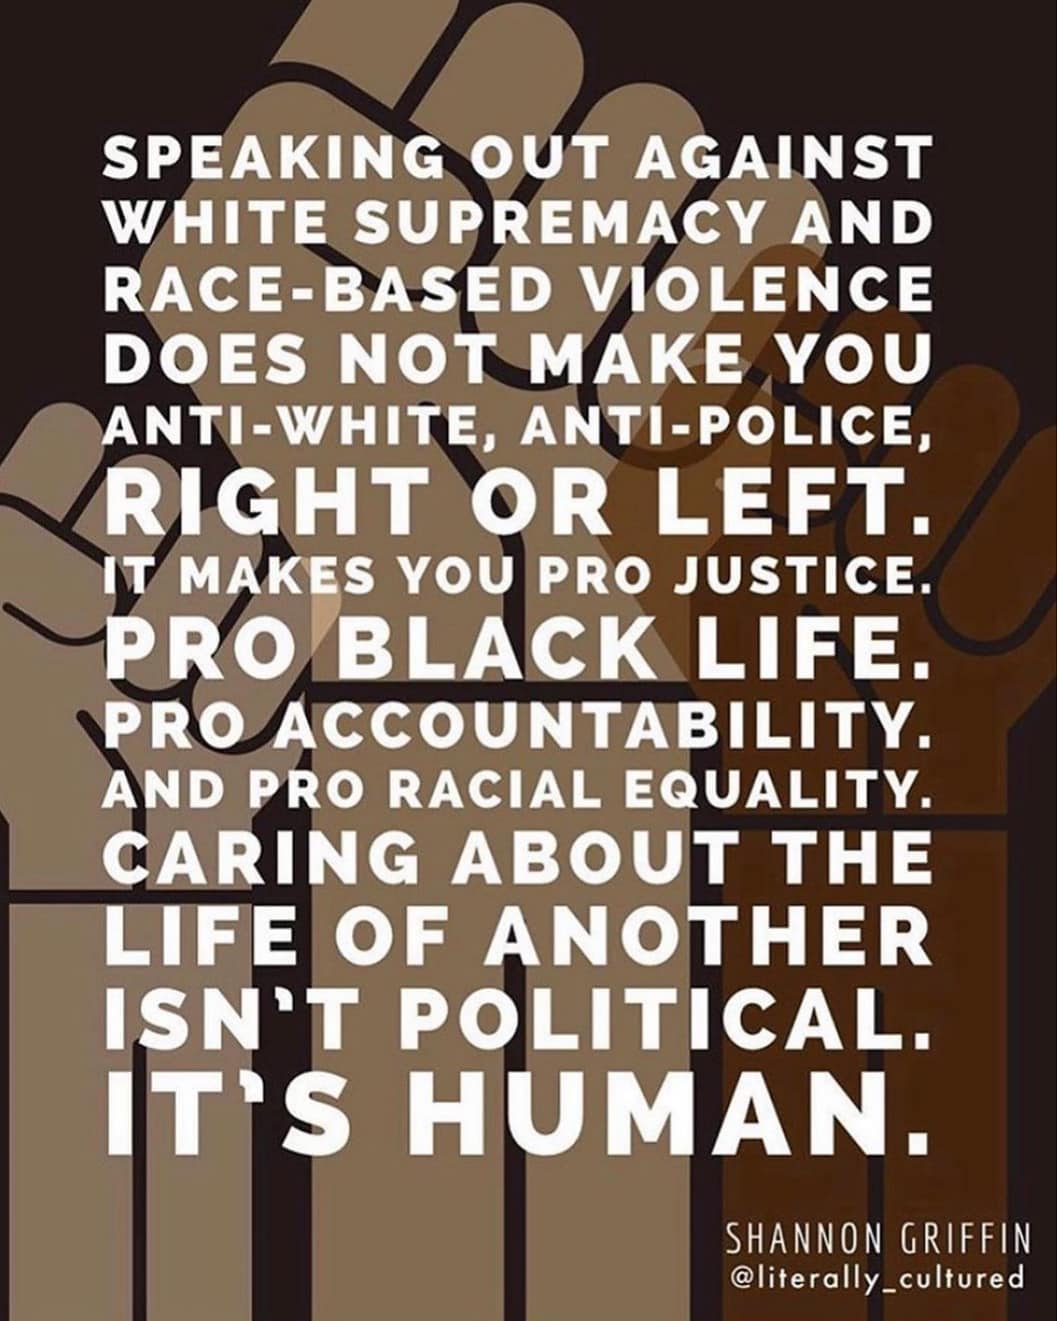 SPEAKING OUT AGAINST
WHITE SUPREMACY AND
RACE-BASED VIOLENCE
DOES NOT MAKE YOU
ANTI-WHITE, ANTI-POLICE,
RIGHT OR LEFT.
IT MAKES YOU PRO JUSTICE.
PRO BLACK LIFE.
PRO ACCOUNTABILITY.
AND PRO RACIAL EQUALITY.
CARING ABOUT THE
LIFE OF ANOTHER
ISN'T POLITICAL.
IT'S HUMAN.
SHANNON GRIFFIN
@literally_cultured